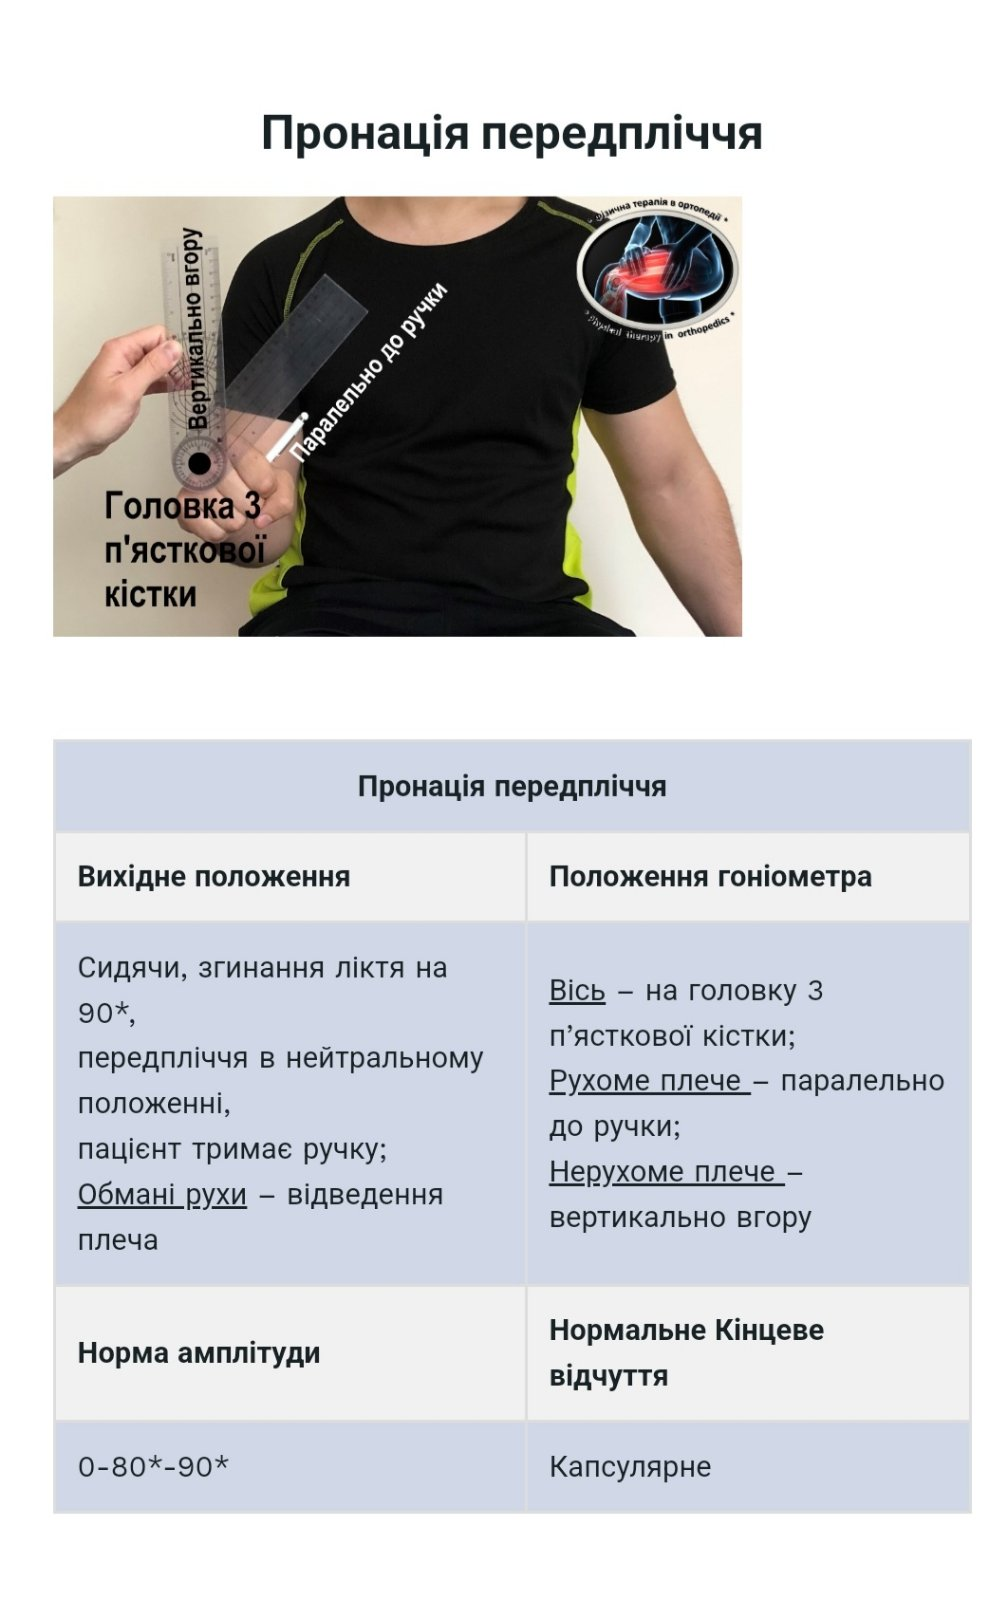 Пронація передпліччя
Вертикально вгору
Паралельно до ручки
Головка 3
п'ясткової
кістки
фізична терапія в ортопедії
* Physical therapy in orthopedics *
Пронація передпліччя
Вихідне положення
Положення гоніометра
Сидячи, згинання ліктя на
90*,
передпліччя в нейтральному
положенні,
пацієнт тримає ручку;
Обмані рухи – відведення
плеча
Вісь – на головку 3
п’ясткової кістки;
Рухоме плече – паралельно
до ручки;
Нерухоме плече –
вертикально вгору
Норма амплітуди
Нормальне Кінцеве
відчуття
0-80*-90*
Капсулярне